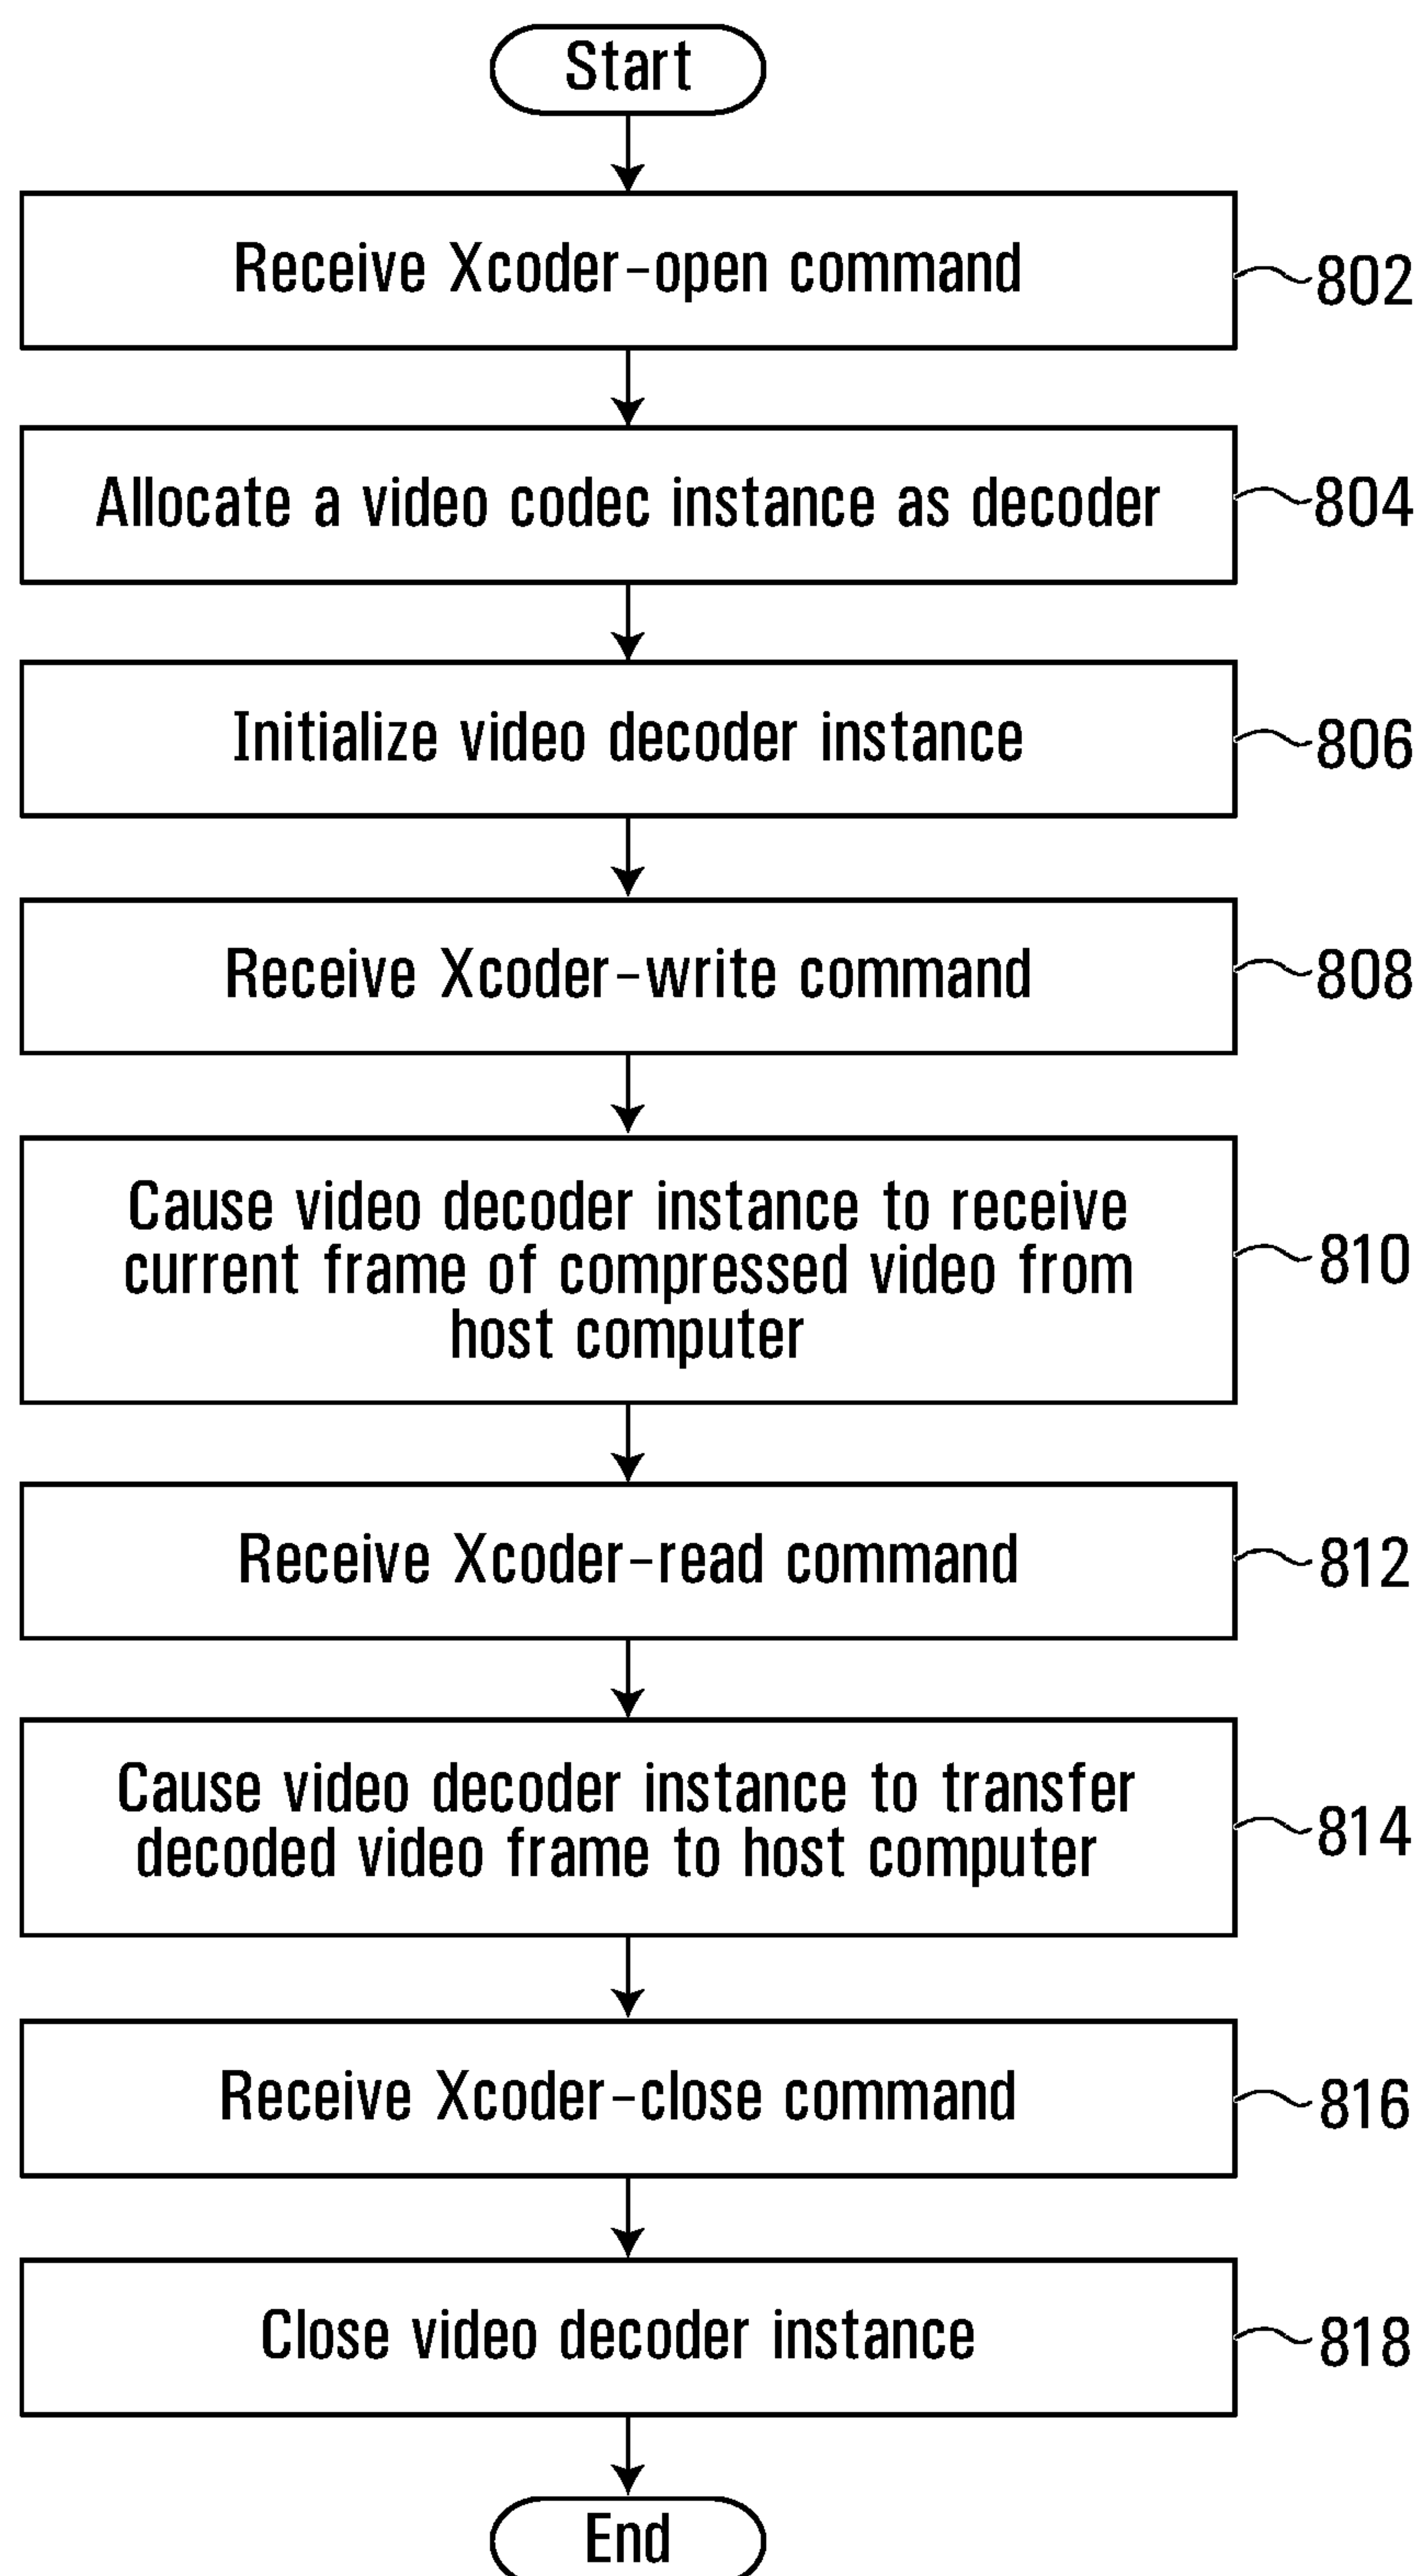 Start
Receive Xcoder-open command
802
Allocate a video codec instance as decoder
804
Initialize video decoder instance
806
Receive Xcoder-write command
808
Cause video decoder instance to receive
current frame of compressed video from
host computer
810
Receive Xcoder-read command
812
Cause video decoder instance to transfer
decoded video frame to host computer
814
Receive Xcoder-close command
816
Close video decoder instance
818
End